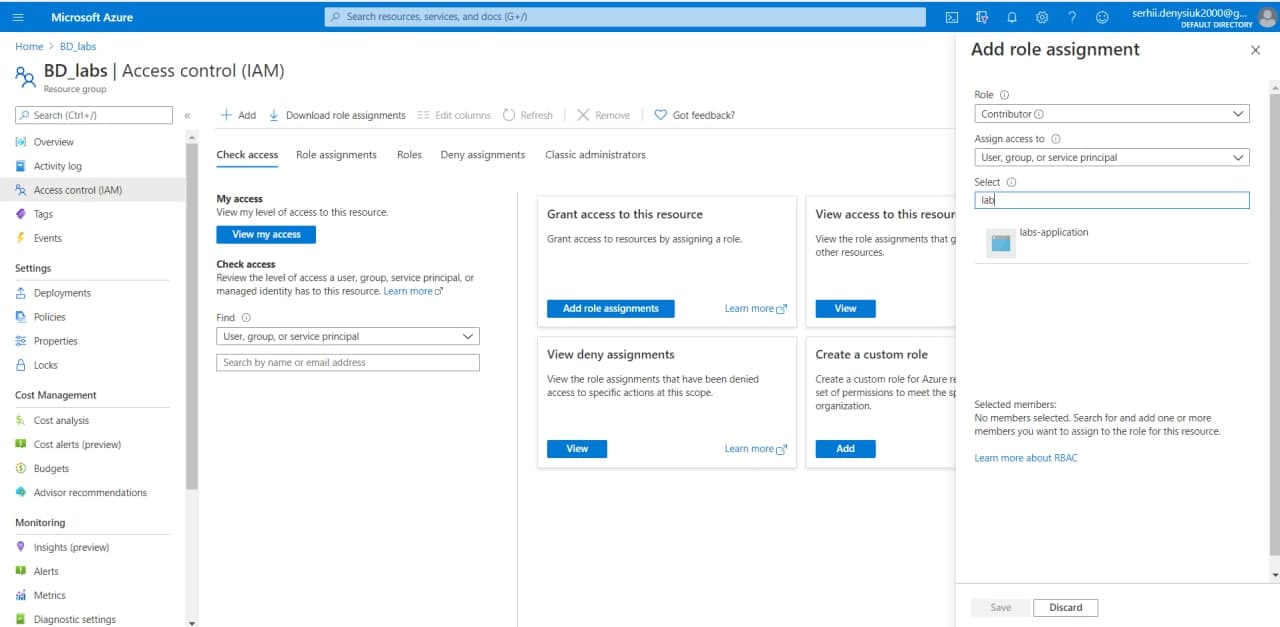 Microsoft Azure
Search resources, services, and docs (G+/)
serhii.denysiuk2000@g...
DEFAULT DIRECTORY
Home > BD_labs
BD_labs | Access control (IAM)
Resource group
Search (Ctrl+/)
«
Overview
Activity log
Access control (IAM)
Tags
Events
Settings
Deployments
Policies
Properties
Locks
Cost Management
Cost analysis
Cost alerts (preview)
Budgets
Advisor recommendations
Monitoring
Insights (preview)
Alerts
Metrics
Diagnostic settings
Add
Download role assignments
Edit columns
Refresh
Remove
Got feedback?
Check access
Role assignments
Roles
Deny assignments
Classic administrators
My access
View my level of access to this resource.
View my access
Check access
Review the level of access a user, group, service principal, or
managed identity has to this resource. Learn more
Find
User, group, or service principal
Search by name or email address
Grant access to this resource
Grant access to resources by assigning a role.
Add role assignments
Learn more
View access to this resour
View the role assignments that g
other resources.
View
View deny assignments
View the role assignments that have been denied
access to specific actions at this scope.
View
Learn more
Create a custom role
Create a custom role for Azure re
set of permissions to meet the sp
organization.
Add
Add role assignment
Role
Contributor
Assign access to
User, group, or service principal
Select
lab
labs-application
Selected members:
No members selected. Search for and add one or more
members you want to assign to the role for this resource.
Learn more about RBAC
Save
Discard